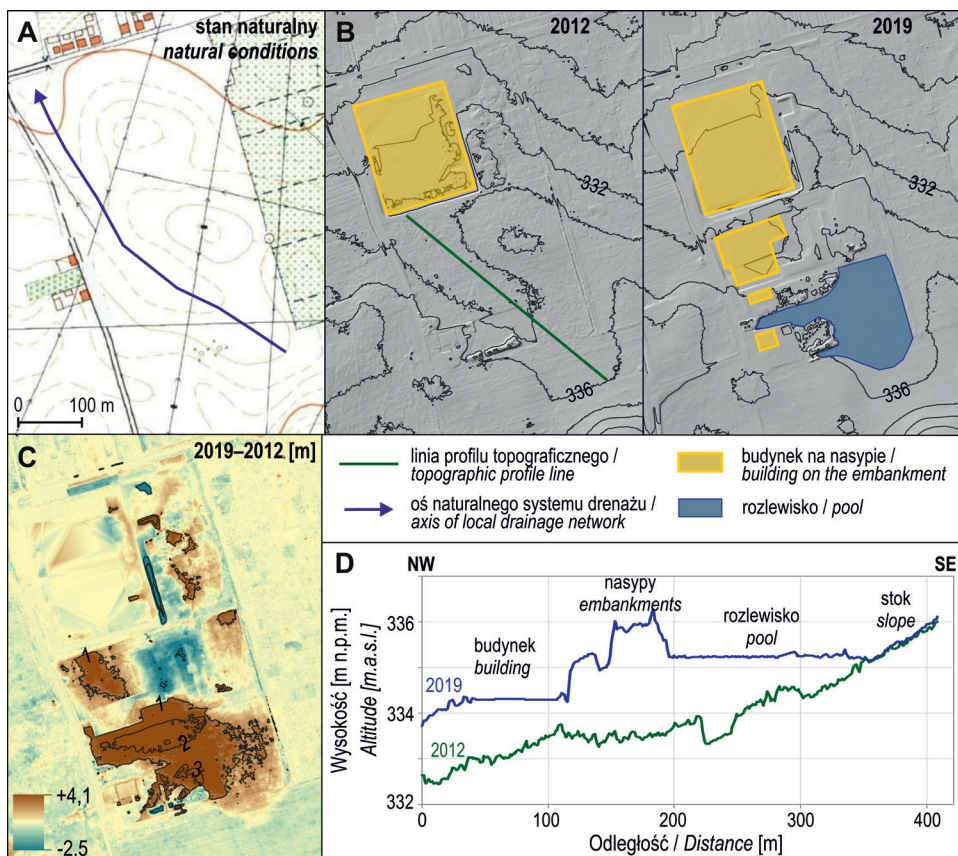 A
stan naturalny
natural conditions
0
100 m
B
2012
332
336
2019
332
336
C
2019–2012 [m]
1
1
2
3
+4,1
-2,5
linia profilu topograficznego /
topographic profile line
oś naturalnego systemu drenażu /
axis of local drainage network
budynek na nasypie /
building on the embankment
rozlewisko / pool
D
NW
SE
Wysokość [m n.p.m.]
Altitude [m.a.s.l.]
336
334
332
budynek
building
nasypy
embankments
rozlewisko
pool
stok
slope
2019
2012
0
100
200
300
400
Odległość / Distance [m]